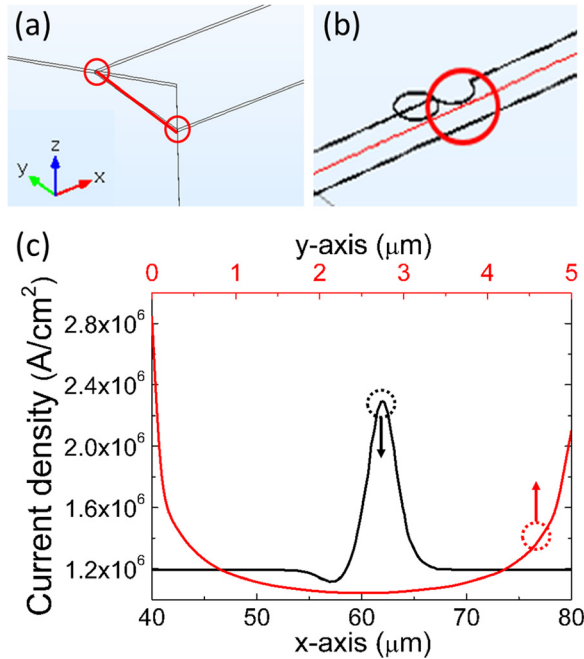 (a)
(b)
z
y
x
(c)
y-axis (μm)
0 1 2 3 4 5
Current density (A/cm²)
2.8x10⁶
2.4x10⁶
2.0x10⁶
1.6x10⁶
1.2x10⁶
40 50 60 70 80
x-axis (μm)